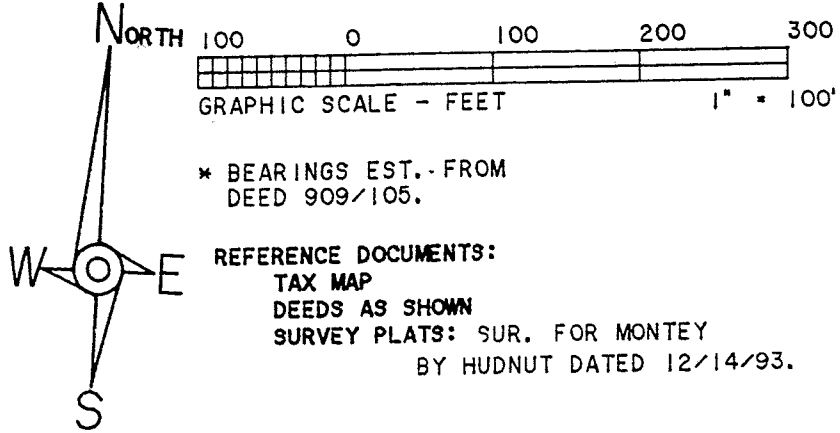 NORTH
100 0 100 200 300
GRAPHIC SCALE - FEET 1" = 100'
* BEARINGS EST. FROM
DEED 909/105.
W E
REFERENCE DOCUMENTS:
TAX MAP
DEEDS AS SHOWN
SURVEY PLATS: SUR. FOR MONTEY
BY HUDNUT DATED 12/14/93.
S